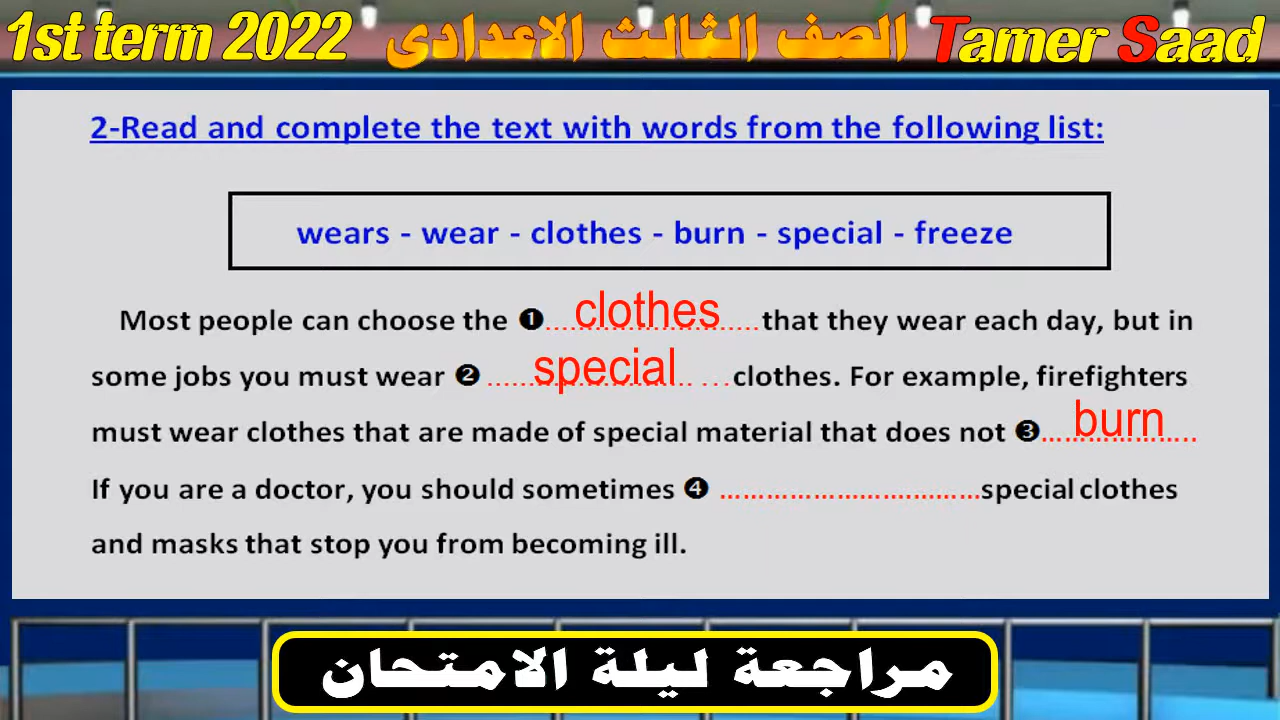 1st term 2022 الصف الثالث الاعدادى Tamer Saad
2-Read and complete the text with words from the following list:
wears - wear - clothes - burn - special - freeze
Most people can choose the ❶ clothes that they wear each day, but in
some jobs you must wear ❷ special clothes. For example, firefighters
must wear clothes that are made of special material that does not ❸ burn
If you are a doctor, you should sometimes ❹ ........................... special clothes
and masks that stop you from becoming ill.
مراجعة ليلة الامتحان